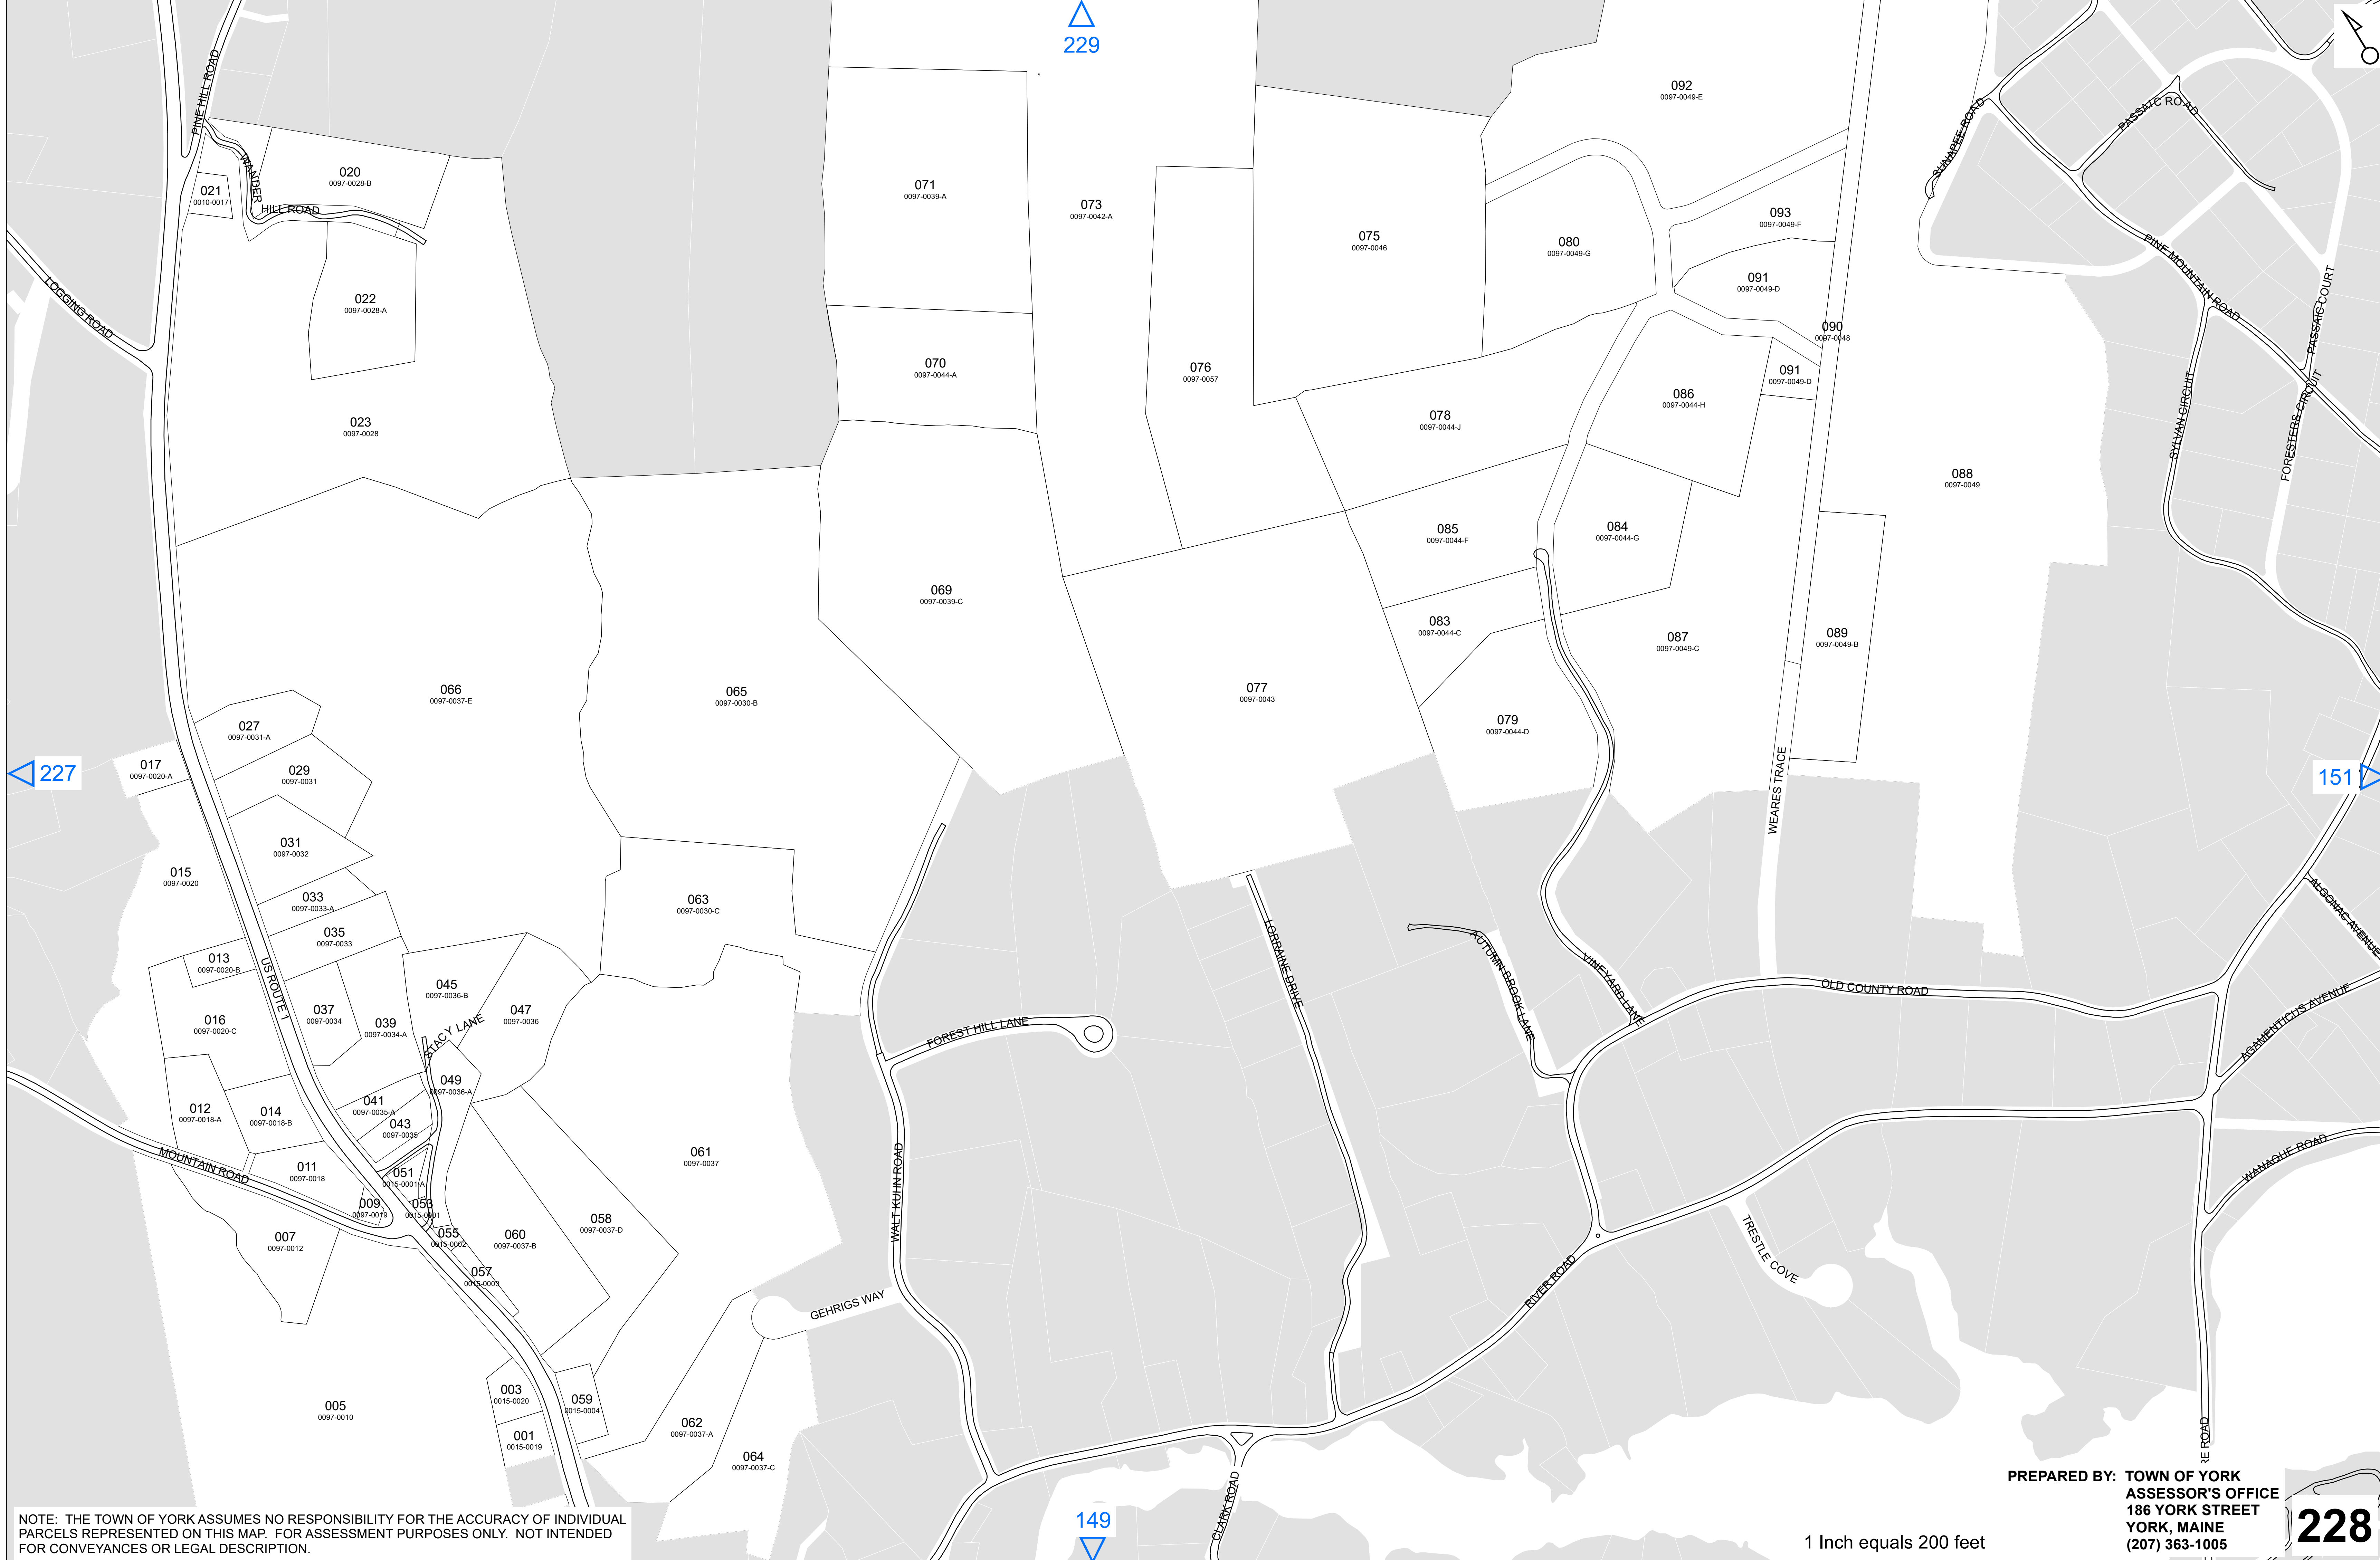 229
PINE HILL ROAD
092
0097-0049-E
PASSAIC ROAD
SUNAPEE ROAD
WANDER
HILL ROAD
020
0097-0028-B
021
0010-0017
071
0097-0039-A
073
0097-0042-A
093
0097-0049-F
075
0097-0046
080
0097-0049-G
091
0097-0049-D
PINE MOUNTAIN ROAD
PASSAIC COURT
LOGGING ROAD
022
0097-0028-A
090
0097-0048
070
0097-0044-A
076
0097-0057
091
0097-0049-D
086
0097-0044-H
078
0097-0044-J
SYLVAN CIRCUIT
FORESTERS CIRCUIT
023
0097-0028
088
0097-0049
085
0097-0044-F
084
0097-0044-G
069
0097-0039-C
083
0097-0044-C
087
0097-0049-C
089
0097-0049-B
066
0097-0037-E
065
0097-0030-B
077
0097-0043
079
0097-0044-D
027
0097-0031-A
227
017
0097-0020-A
029
0097-0031
WEARES TRACE
151
031
0097-0032
015
0097-0020
033
0097-0033-A
063
0097-0030-C
035
0097-0033
ALGONAC AVENUE
013
0097-0020-B
US ROUTE 1
LORRAINE DRIVE
AUTUMN BROOK LANE
VINEYARD LANE
OLD COUNTY ROAD
045
0097-0036-B
047
0097-0036
037
0097-0034
016
0097-0020-C
039
0097-0034-A
STACY LANE
FOREST HILL LANE
AGAMENTICUS AVENUE
049
0097-0036-A
041
0097-0035-A
012
0097-0018-A
014
0097-0018-B
043
0097-0035
061
0097-0037
WALT KUHN ROAD
WANAQUE ROAD
MOUNTAIN ROAD
011
0097-0018
051
0015-0001-A
009
0097-0019
053
0015-0001
058
0097-0037-D
007
0097-0012
055
0015-0002
060
0097-0037-B
TRESTLE COVE
057
0015-0003
RIVER ROAD
GEHRIGS WAY
003
0015-0020
059
0015-0004
005
0097-0010
062
0097-0037-A
001
0015-0019
064
0097-0037-C
RE ROAD
CLARK ROAD
149
NOTE: THE TOWN OF YORK ASSUMES NO RESPONSIBILITY FOR THE ACCURACY OF INDIVIDUAL
PARCELS REPRESENTED ON THIS MAP. FOR ASSESSMENT PURPOSES ONLY. NOT INTENDED
FOR CONVEYANCES OR LEGAL DESCRIPTION.
1 Inch equals 200 feet
PREPARED BY: TOWN OF YORK
ASSESSOR'S OFFICE
186 YORK STREET
YORK, MAINE
(207) 363-1005
228